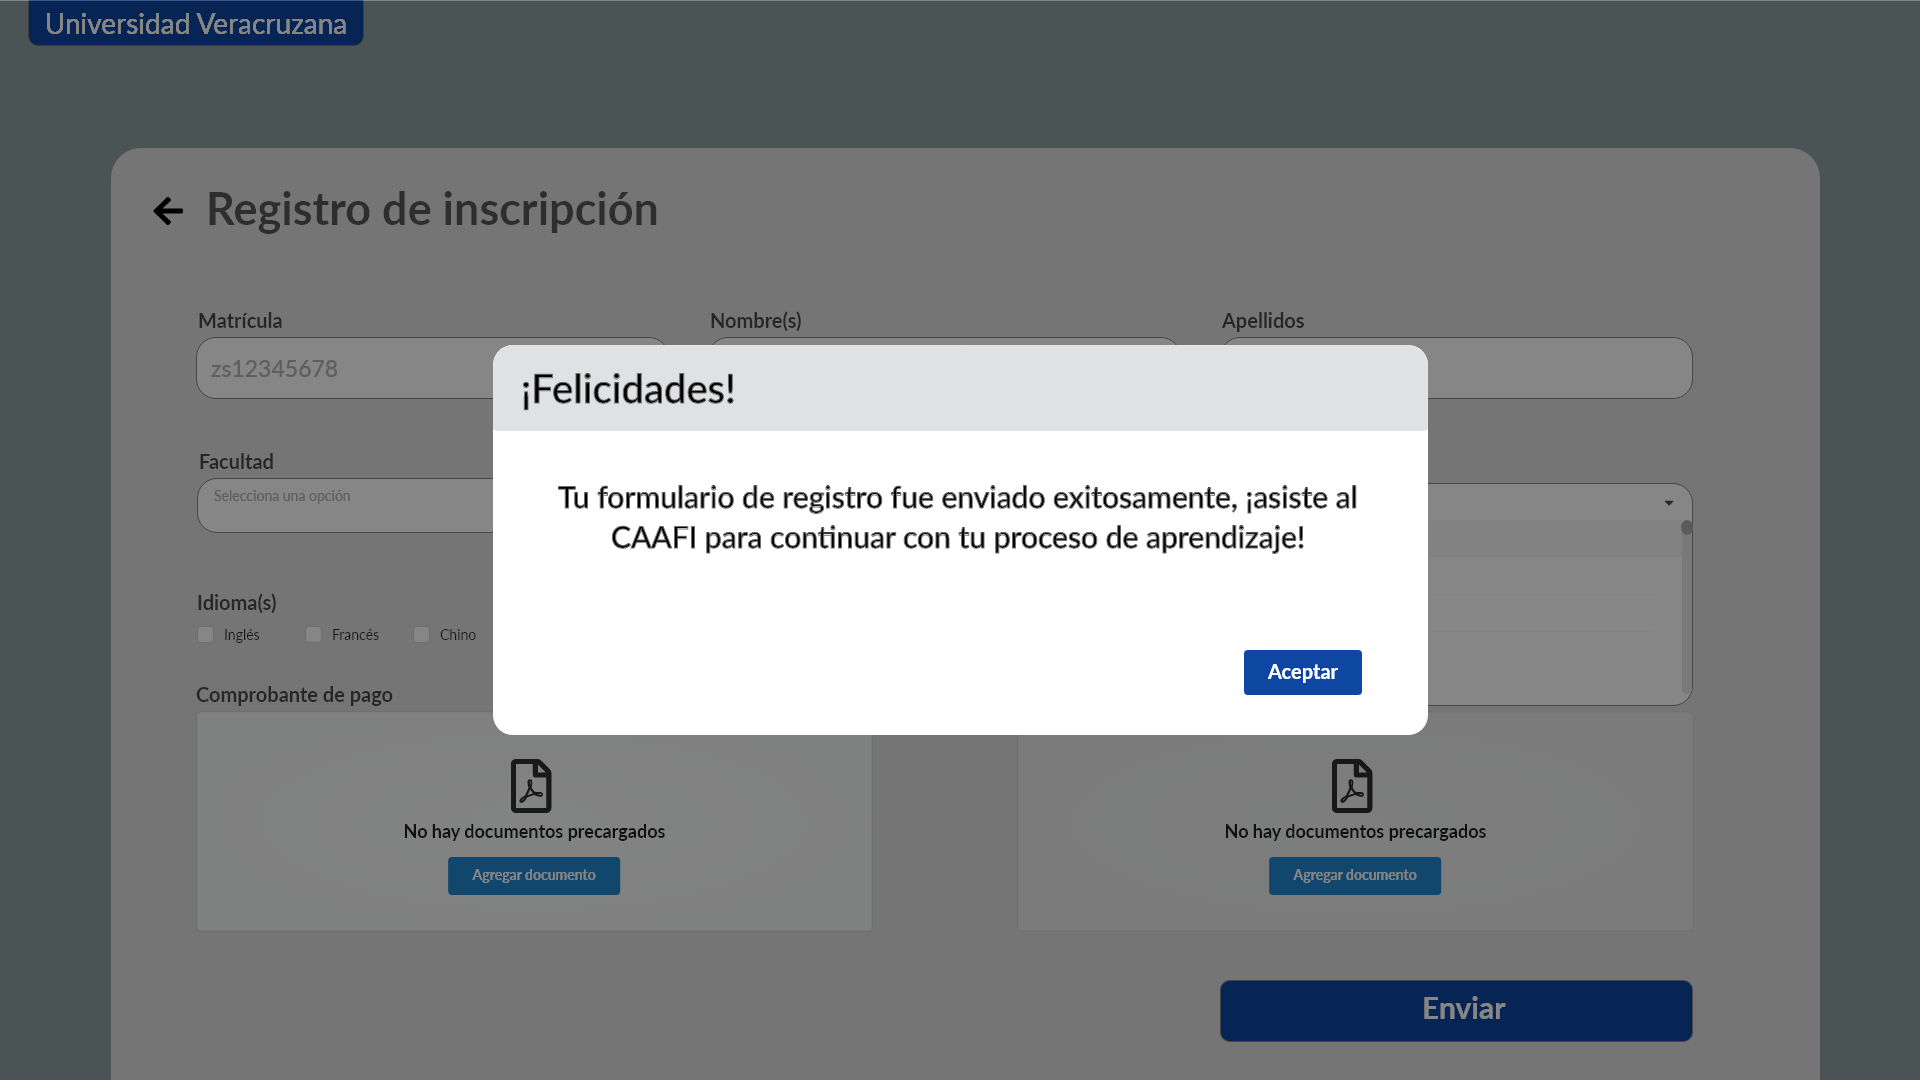 Universidad Veracruzana
Registro de inscripción
Matrícula
Nombre(s)
Apellidos
zs12345678
¡Felicidades!
Facultad
Selecciona una opción
Tu formulario de registro fue enviado exitosamente, ¡asiste al
CAAFI para continuar con tu proceso de aprendizaje!
Idioma(s)
Inglés
Francés
Chino
Aceptar
Comprobante de pago
No hay documentos precargados
No hay documentos precargados
Agregar documento
Agregar documento
Enviar